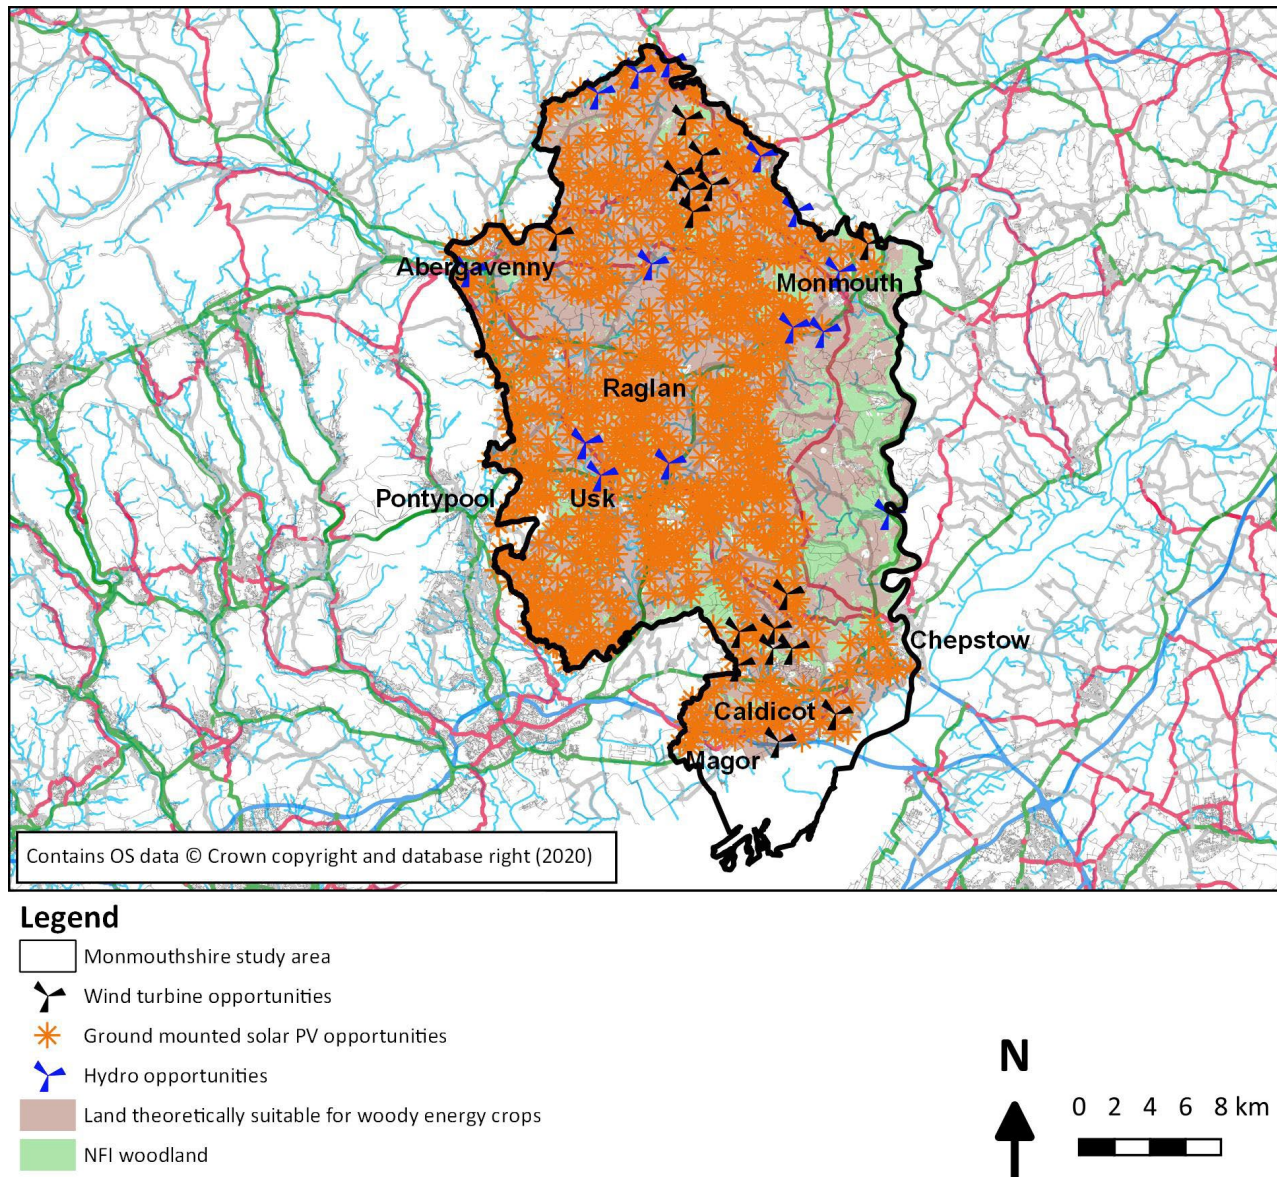 Abergavenny
Monmouth
Raglan
Pontypool
Usk
Chepstow
Caldicot
Magor
Contains OS data © Crown copyright and database right (2020)
Legend
Monmouthshire study area
Wind turbine opportunities
Ground mounted solar PV opportunities
Hydro opportunities
Land theoretically suitable for woody energy crops
NFI woodland
N
0 2 4 6 8 km